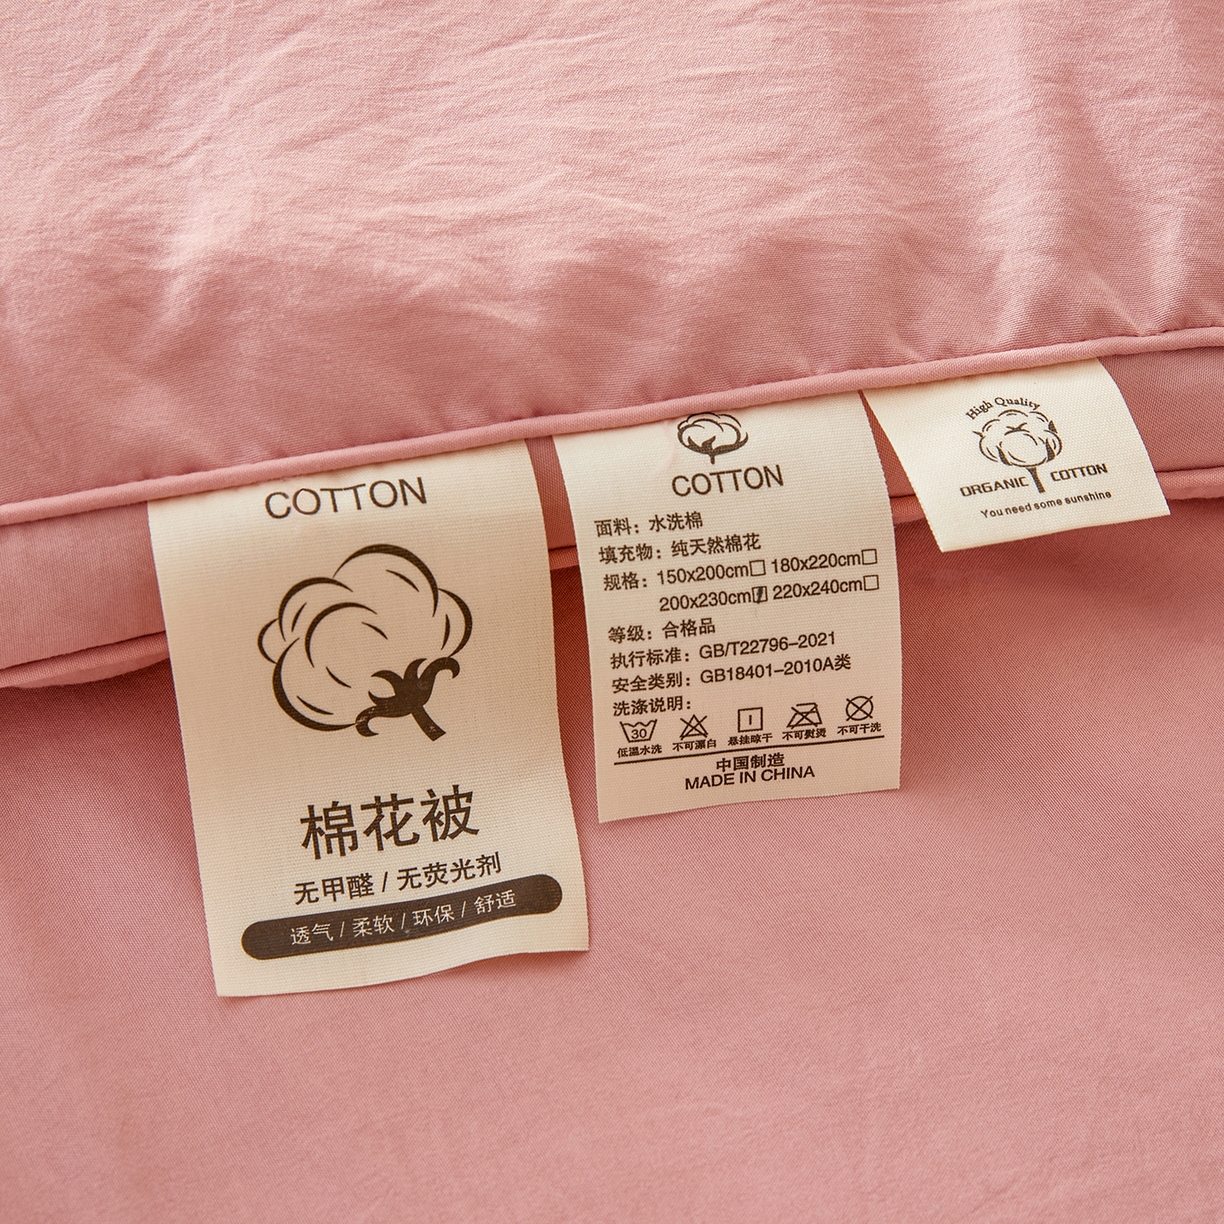 COTTON
棉花被
无甲醛 / 无荧光剂
透气 / 柔软 / 环保 / 舒适
COTTON
面料：水洗棉
填充物：纯天然棉花
规格：150x200cm□ 180x220cm□
200x230cm☑ 220x240cm□
等级：合格品
执行标准：GB/T22796-2021
安全类别：GB18401-2010A类
洗涤说明：
30
低温水洗 不可漂白 悬挂晾干 不可熨烫 不可干洗
中国制造
MADE IN CHINA
High Quality
ORGANIC COTTON
You need some sunshine